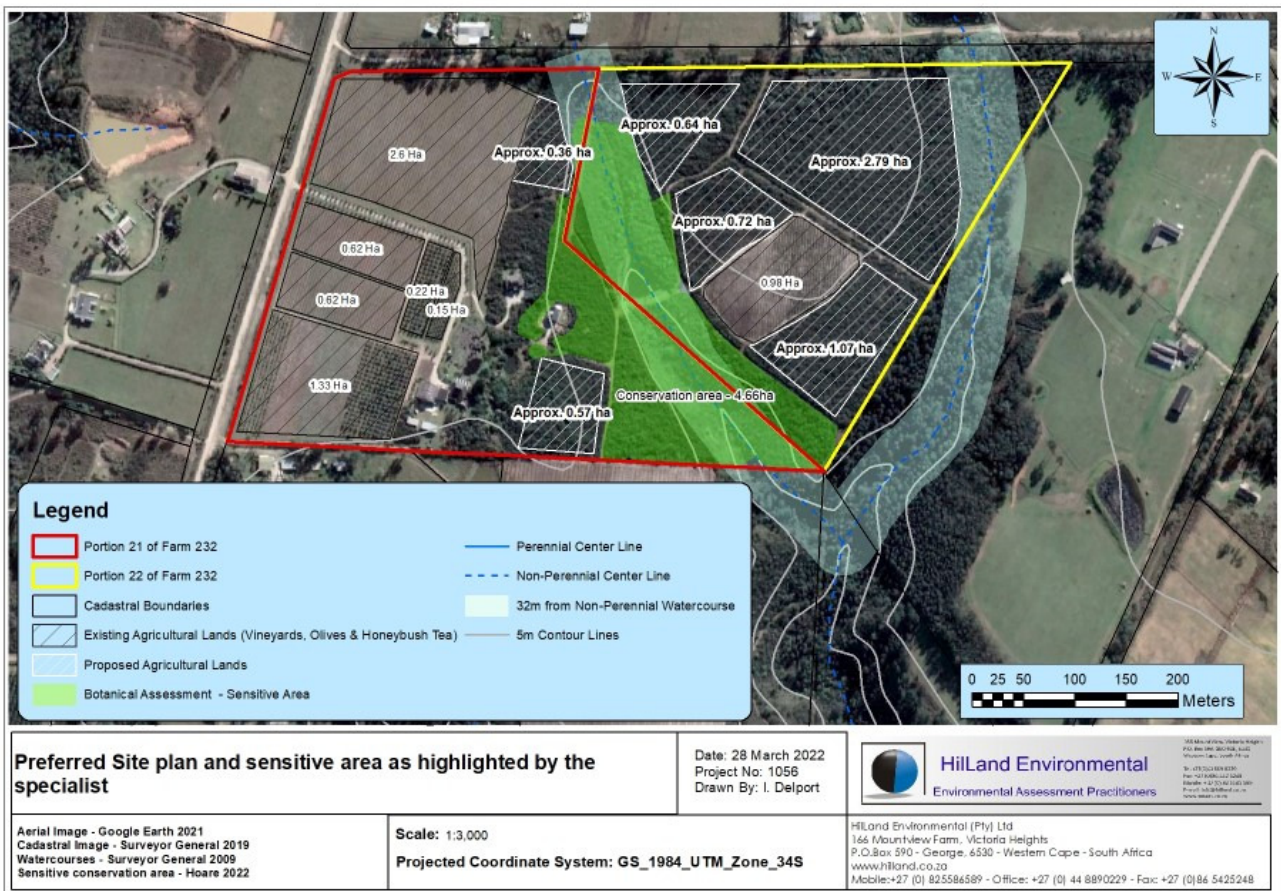 N
W E
S
2.6 Ha
Approx. 0.36 ha
Approx. 0.64 ha
Approx. 2.79 ha
Approx. 0.72 ha
0.62 Ha
0.98 Ha
0.62 Ha
0.22 Ha
0.15 Ha
1.33 Ha
Approx. 1.07 ha
Conservation area - 4.66ha
Approx. 0.57 ha
Legend
Portion 21 of Farm 232
Portion 22 of Farm 232
Cadastral Boundaries
Existing Agricultural Lands (Vineyards, Olives & Honeybush Tea)
Proposed Agricultural Lands
Botanical Assessment - Sensitive Area
Perennial Center Line
Non-Perennial Center Line
32m from Non-Perennial Watercourse
5m Contour Lines
0 25 50 100 150 200
Meters
Preferred Site plan and sensitive area as highlighted by the
specialist
Date: 28 March 2022
Project No: 1056
Drawn By: I. Delport
HilLand Environmental
Environmental Assessment Practitioners
Aerial Image - Google Earth 2021
Cadastral Image - Surveyor General 2019
Watercourses - Surveyor General 2009
Sensitive conservation area - Hoare 2022
Scale: 1:3,000
Projected Coordinate System: GS_1984_UTM_Zone_34S
HilLand Environmental (Pty) Ltd
166 Mountview Farm, Victoria Heights
P.O.Box 590 - George, 6530 - Western Cape - South Africa
www.hilland.co.za
Mobile:+27 (0) 825586589 - Office: +27 (0) 44 8890229 - Fax: +27 (0)86 5425248